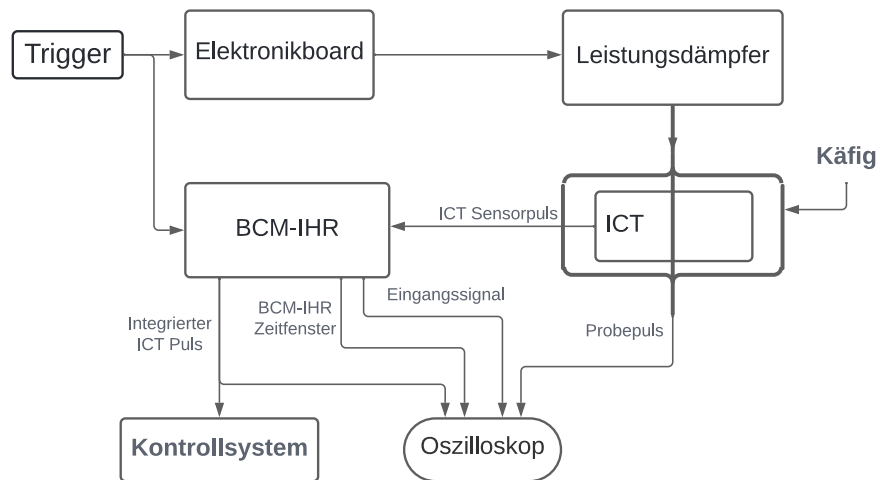 Trigger
Elektronikboard
Leistungsdämpfer
Käfig
BCM-IHR
ICT Sensorpuls
ICT
Integrierter
ICT Puls
BCM-IHR
Zeitfenster
Eingangssignal
Probepuls
Kontrollsystem
Oszilloskop